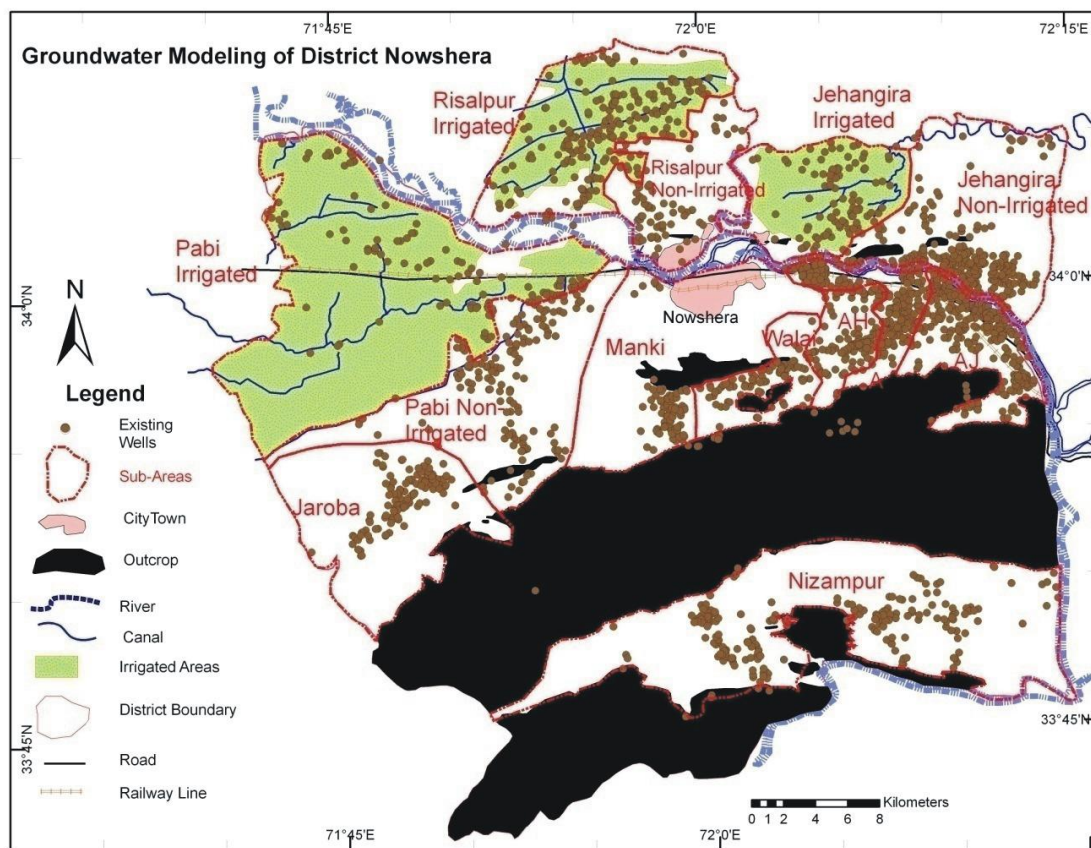 71°45'E
72°0'E
72°15'E
Groundwater Modeling of District Nowshera
Risalpur
Irrigated
Jehangira
Irrigated
Risalpur
Non-Irrigated
Jehangira
Non-Irrigated
Pabi
Irrigated
34°0'N
34°0'N
N
Nowshera
Manki
Walai
AH
A
AJ
Pabi Non-
Irrigated
Jaroba
Nizampur
Legend
Existing
Wells
Sub-Areas
CityTown
Outcrop
River
Canal
Irrigated Areas
District Boundary
Road
Railway Line
33°45'N
33°45'N
Kilometers
0 1 2 4 6 8
71°45'E
72°0'E